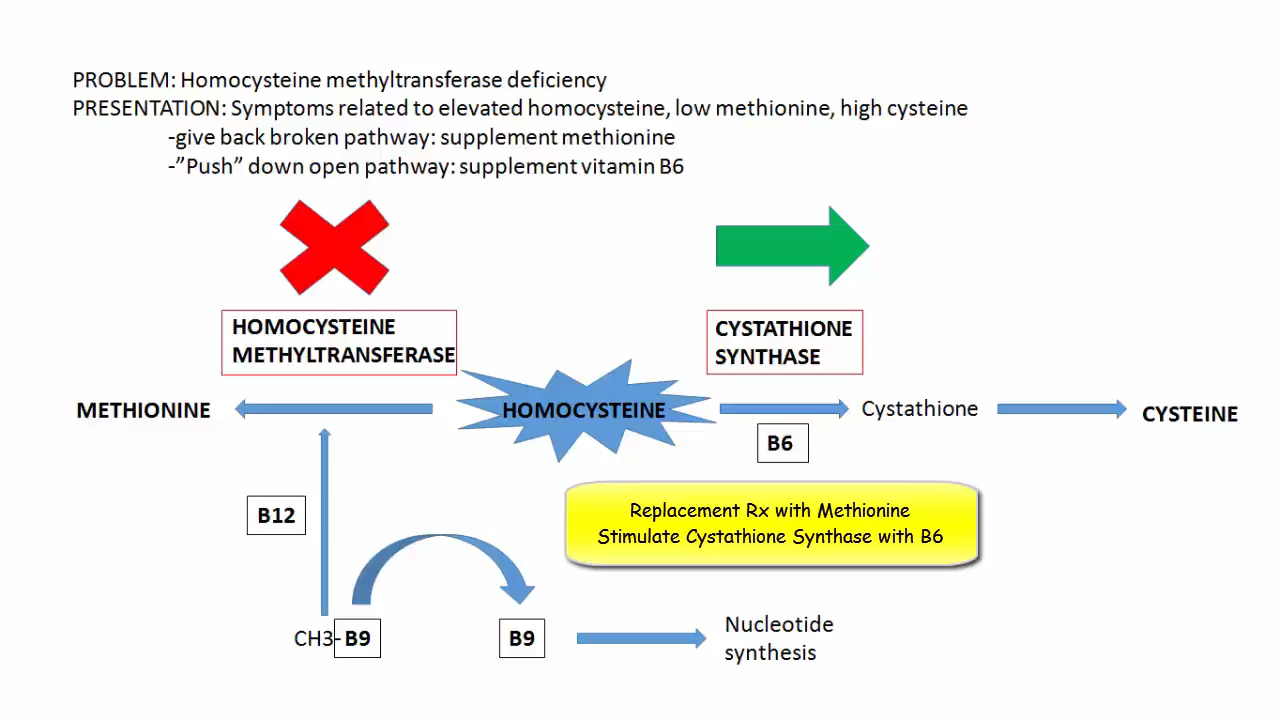 PROBLEM: Homocysteine methyltransferase deficiency
PRESENTATION: Symptoms related to elevated homocysteine, low methionine, high cysteine
-give back broken pathway: supplement methionine
-”Push” down open pathway: supplement vitamin B6
HOMOCYSTEINE
METHYLTRANSFERASE
CYSTATHIONE
SYNTHASE
METHIONINE
HOMOCYSTEINE
Cystathione
CYSTEINE
B6
B12
Replacement Rx with Methionine
Stimulate Cystathione Synthase with B6
CH3-B9
B9
Nucleotide
synthesis